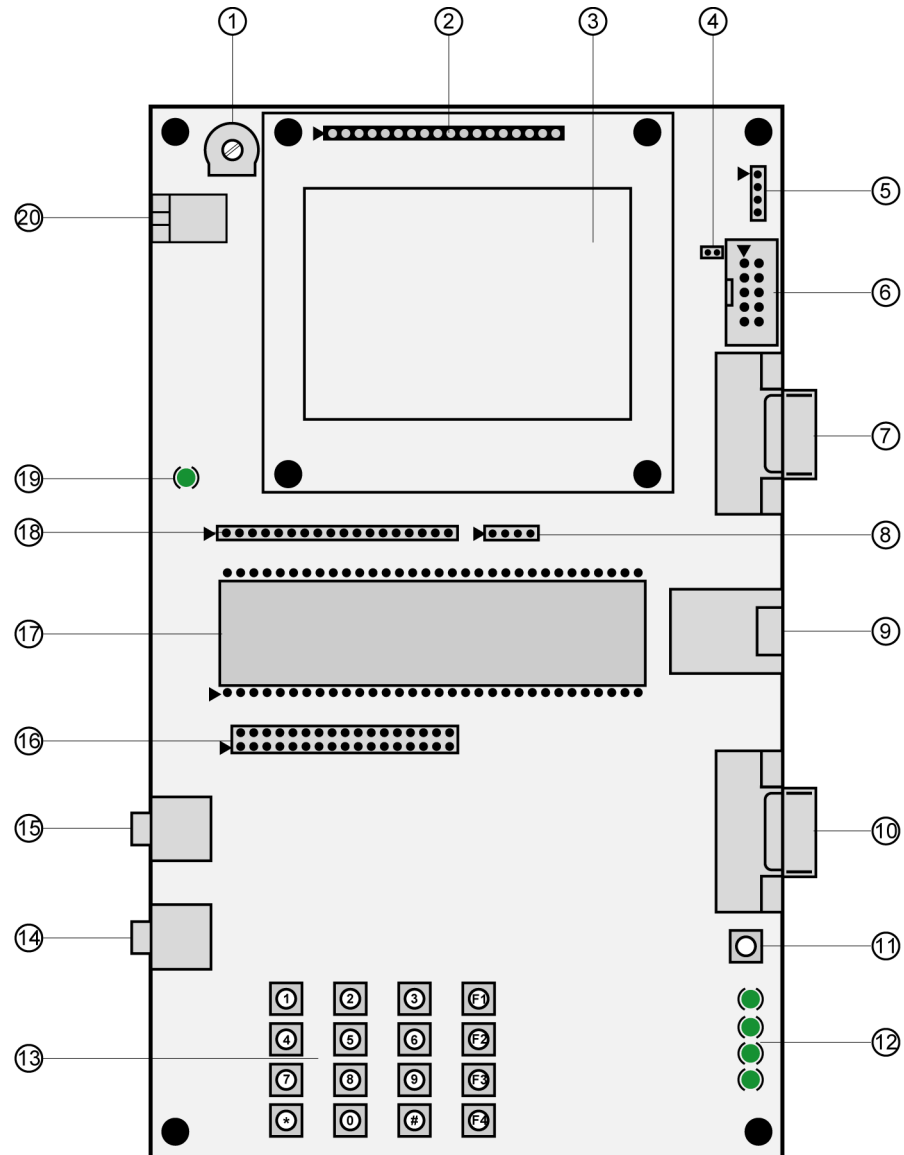 ① ② ③ ④
⑤
⑳
⑥
⑦
⑲
⑱ ⑧
⑰ ⑨
⑯
⑮ ⑩
⑭ ⑪
1 2 3 F1
4 5 6 F2
⑬ ⑫
7 8 9 F3
* 0 # F4